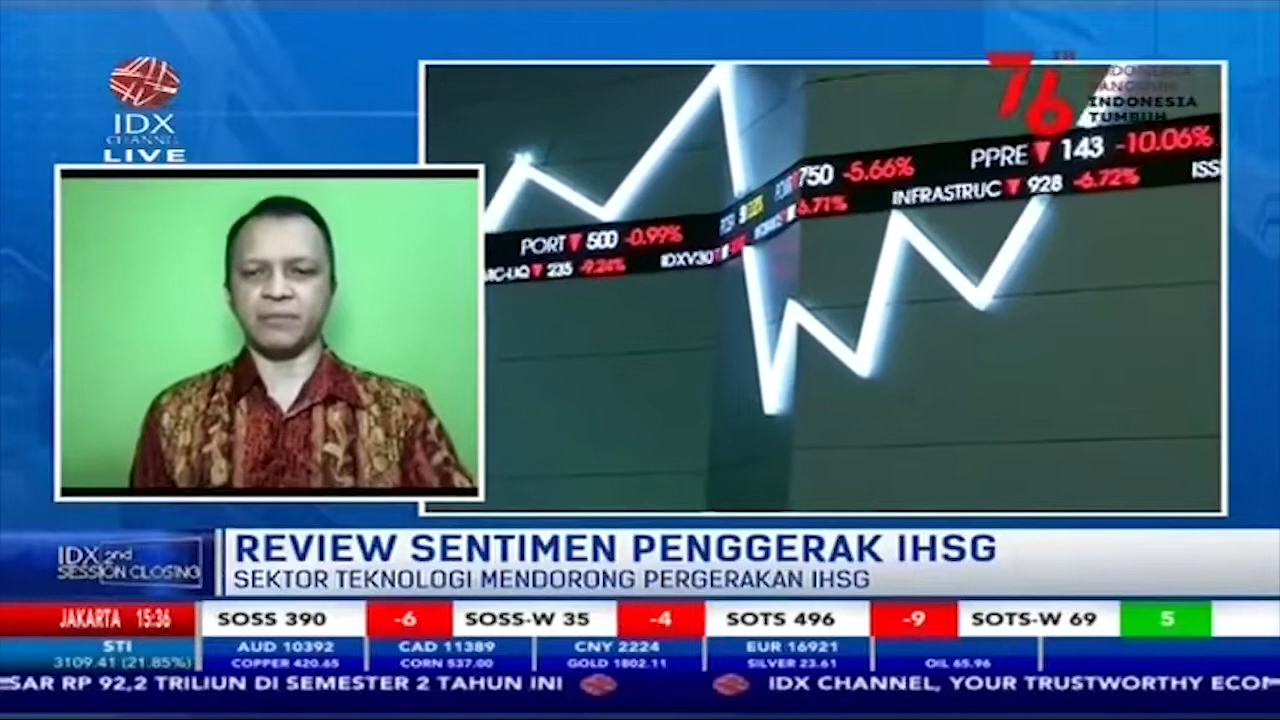 IDX
CHANNEL
LIVE
76TH
INDONESIA
TANGGUH
INDONESIA
TUMBUH
PPRE 143 -10.06%
750 -5.66%
INFRASTRUC 928 -6.72%
ISS
6.71%
PORT 500 -0.99%
235 -9.24%
IDXV30
IDX 2nd
SESSION CLOSING
REVIEW SENTIMEN PENGGERAK IHSG
SEKTOR TEKNOLOGI MENDORONG PERGERAKAN IHSG
JAKARTA 15:36
SOSS 390 -6 SOSS-W 35 -4 SOTS 496 -9 SOTS-W 69 5
STI
3109.41 (21.85%)
AUD 10392 CAD 11389 CNY 2224 EUR 16921
COPPER 420.65 CORN 537.00 GOLD 1802.11 SILVER 23.61 OIL 65.96
SAR RP 92,2 TRILIUN DI SEMESTER 2 TAHUN INI IDX CHANNEL, YOUR TRUSTWORTHY ECON